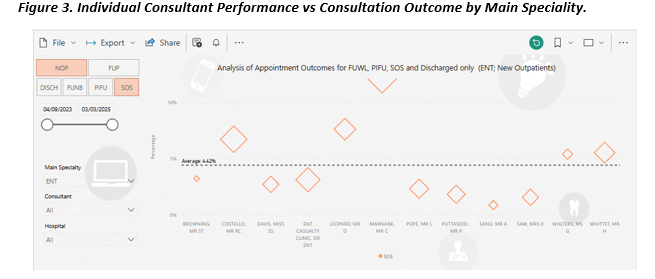 Figure 3. Individual Consultant Performance vs Consultation Outcome by Main Speciality.
File Export Share ...
NOP FUP
DISCH FUNB PIFU SOS
04/09/2023 03/03/2025
Main Specialty
ENT
Consultant
All
Hospital
All
Analysis of Appointment Outcomes for FUWL, PIFU, SOS and Discharged only (ENT; New Outpatients)
Percentage
10%
5%
0%
Average: 4.42%
BROWNING, MR ST
COSTELLO, MR RC
DAVIS, MISS SS
ENT CASUALTY CLINIC, DR ENT
LEOPARD, MR D
MARNANE, MR C
POPE, MR L
MR P
SANU, MR A
SAW, MRS K
WALTERS, MS G
WHITTET, MR H
SOS